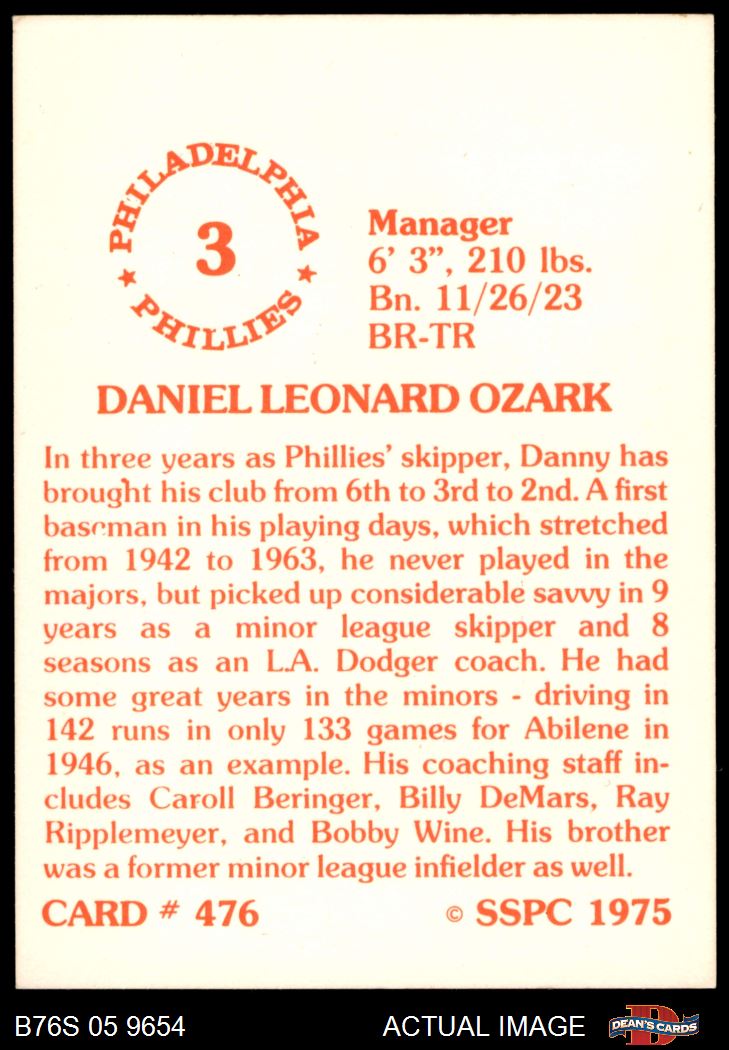 PHILADELPHIA
3
★ PHILLIES ★
Manager
6' 3", 210 lbs.
Bn. 11/26/23
BR-TR
DANIEL LEONARD OZARK
In three years as Phillies' skipper, Danny has
brought his club from 6th to 3rd to 2nd. A first
baseman in his playing days, which stretched
from 1942 to 1963, he never played in the
majors, but picked up considerable savvy in 9
years as a minor league skipper and 8
seasons as an L.A. Dodger coach. He had
some great years in the minors - driving in
142 runs in only 133 games for Abilene in
1946, as an example. His coaching staff in-
cludes Caroll Beringer, Billy DeMars, Ray
Ripplemeyer, and Bobby Wine. His brother
was a former minor league infielder as well.
CARD # 476
© SSPC 1975
B76S 05 9654
ACTUAL IMAGE
DEAN'S CARDS